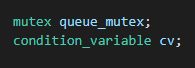 mutex queue_mutex;
condition_variable cv;